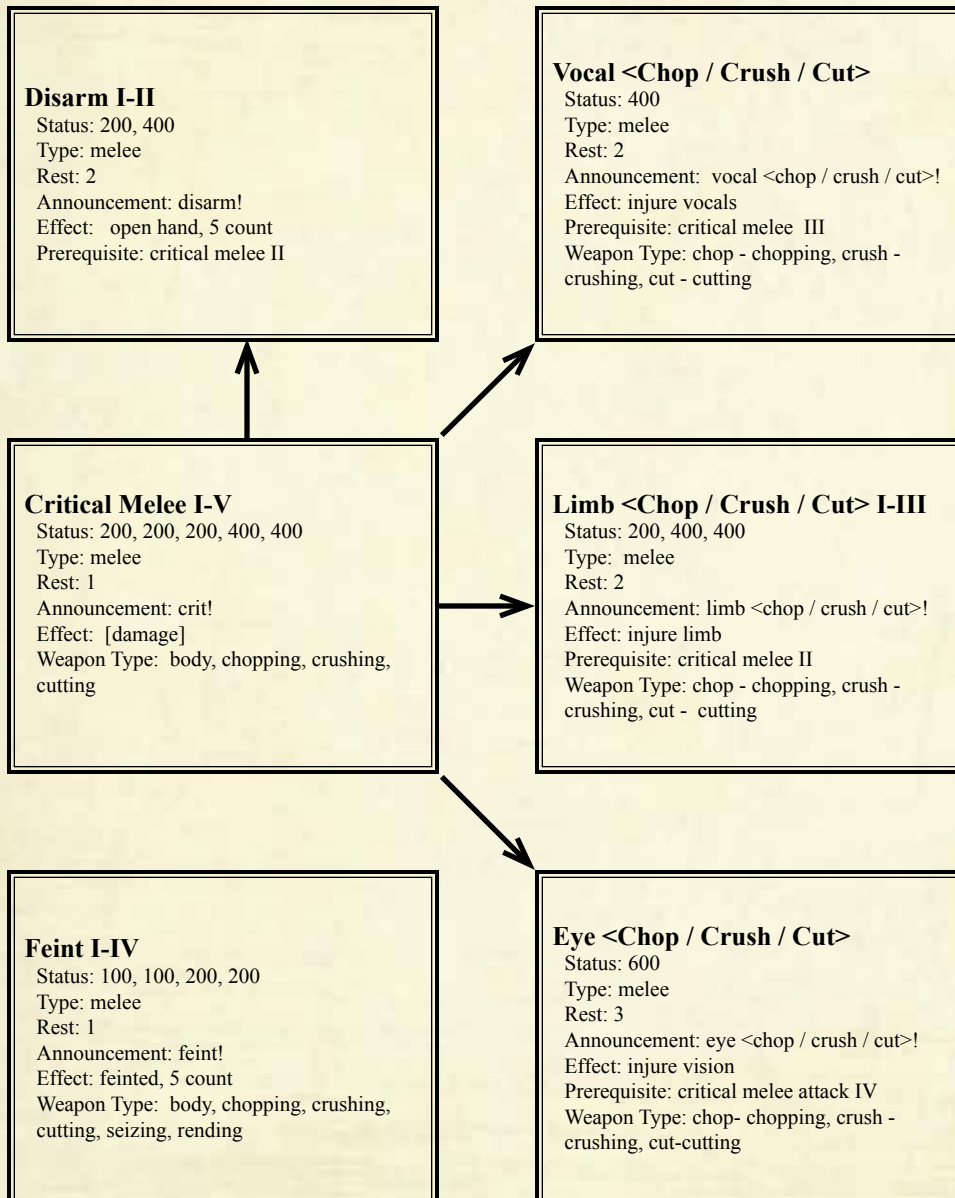 Disarm I-II
Status: 200, 400
Type: melee
Rest: 2
Announcement: disarm!
Effect: open hand, 5 count
Prerequisite: critical melee II
Vocal <Chop / Crush / Cut>
Status: 400
Type: melee
Rest: 2
Announcement: vocal <chop / crush / cut>!
Effect: injure vocals
Prerequisite: critical melee III
Weapon Type: chop - chopping, crush -
crushing, cut - cutting
Critical Melee I-V
Status: 200, 200, 200, 400, 400
Type: melee
Rest: 1
Announcement: crit!
Effect: [damage]
Weapon Type: body, chopping, crushing,
cutting
Limb <Chop / Crush / Cut> I-III
Status: 200, 400, 400
Type: melee
Rest: 2
Announcement: limb <chop / crush / cut>!
Effect: injure limb
Prerequisite: critical melee II
Weapon Type: chop - chopping, crush -
crushing, cut - cutting
Feint I-IV
Status: 100, 100, 200, 200
Type: melee
Rest: 1
Announcement: feint!
Effect: feinted, 5 count
Weapon Type: body, chopping, crushing,
cutting, seizing, rending
Eye <Chop / Crush / Cut>
Status: 600
Type: melee
Rest: 3
Announcement: eye <chop / crush / cut>!
Effect: injure vision
Prerequisite: critical melee attack IV
Weapon Type: chop- chopping, crush -
crushing, cut-cutting